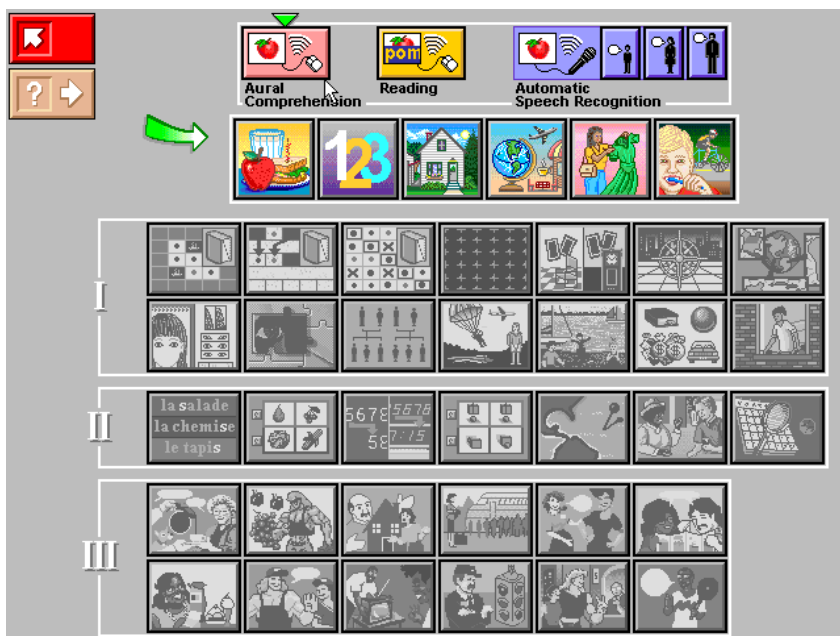 ?
pom
Aural
Comprehension
Reading
Automatic
Speech Recognition
123
I
II
la salade
la chemise
le tapis
5678
5678
58
7:15
III